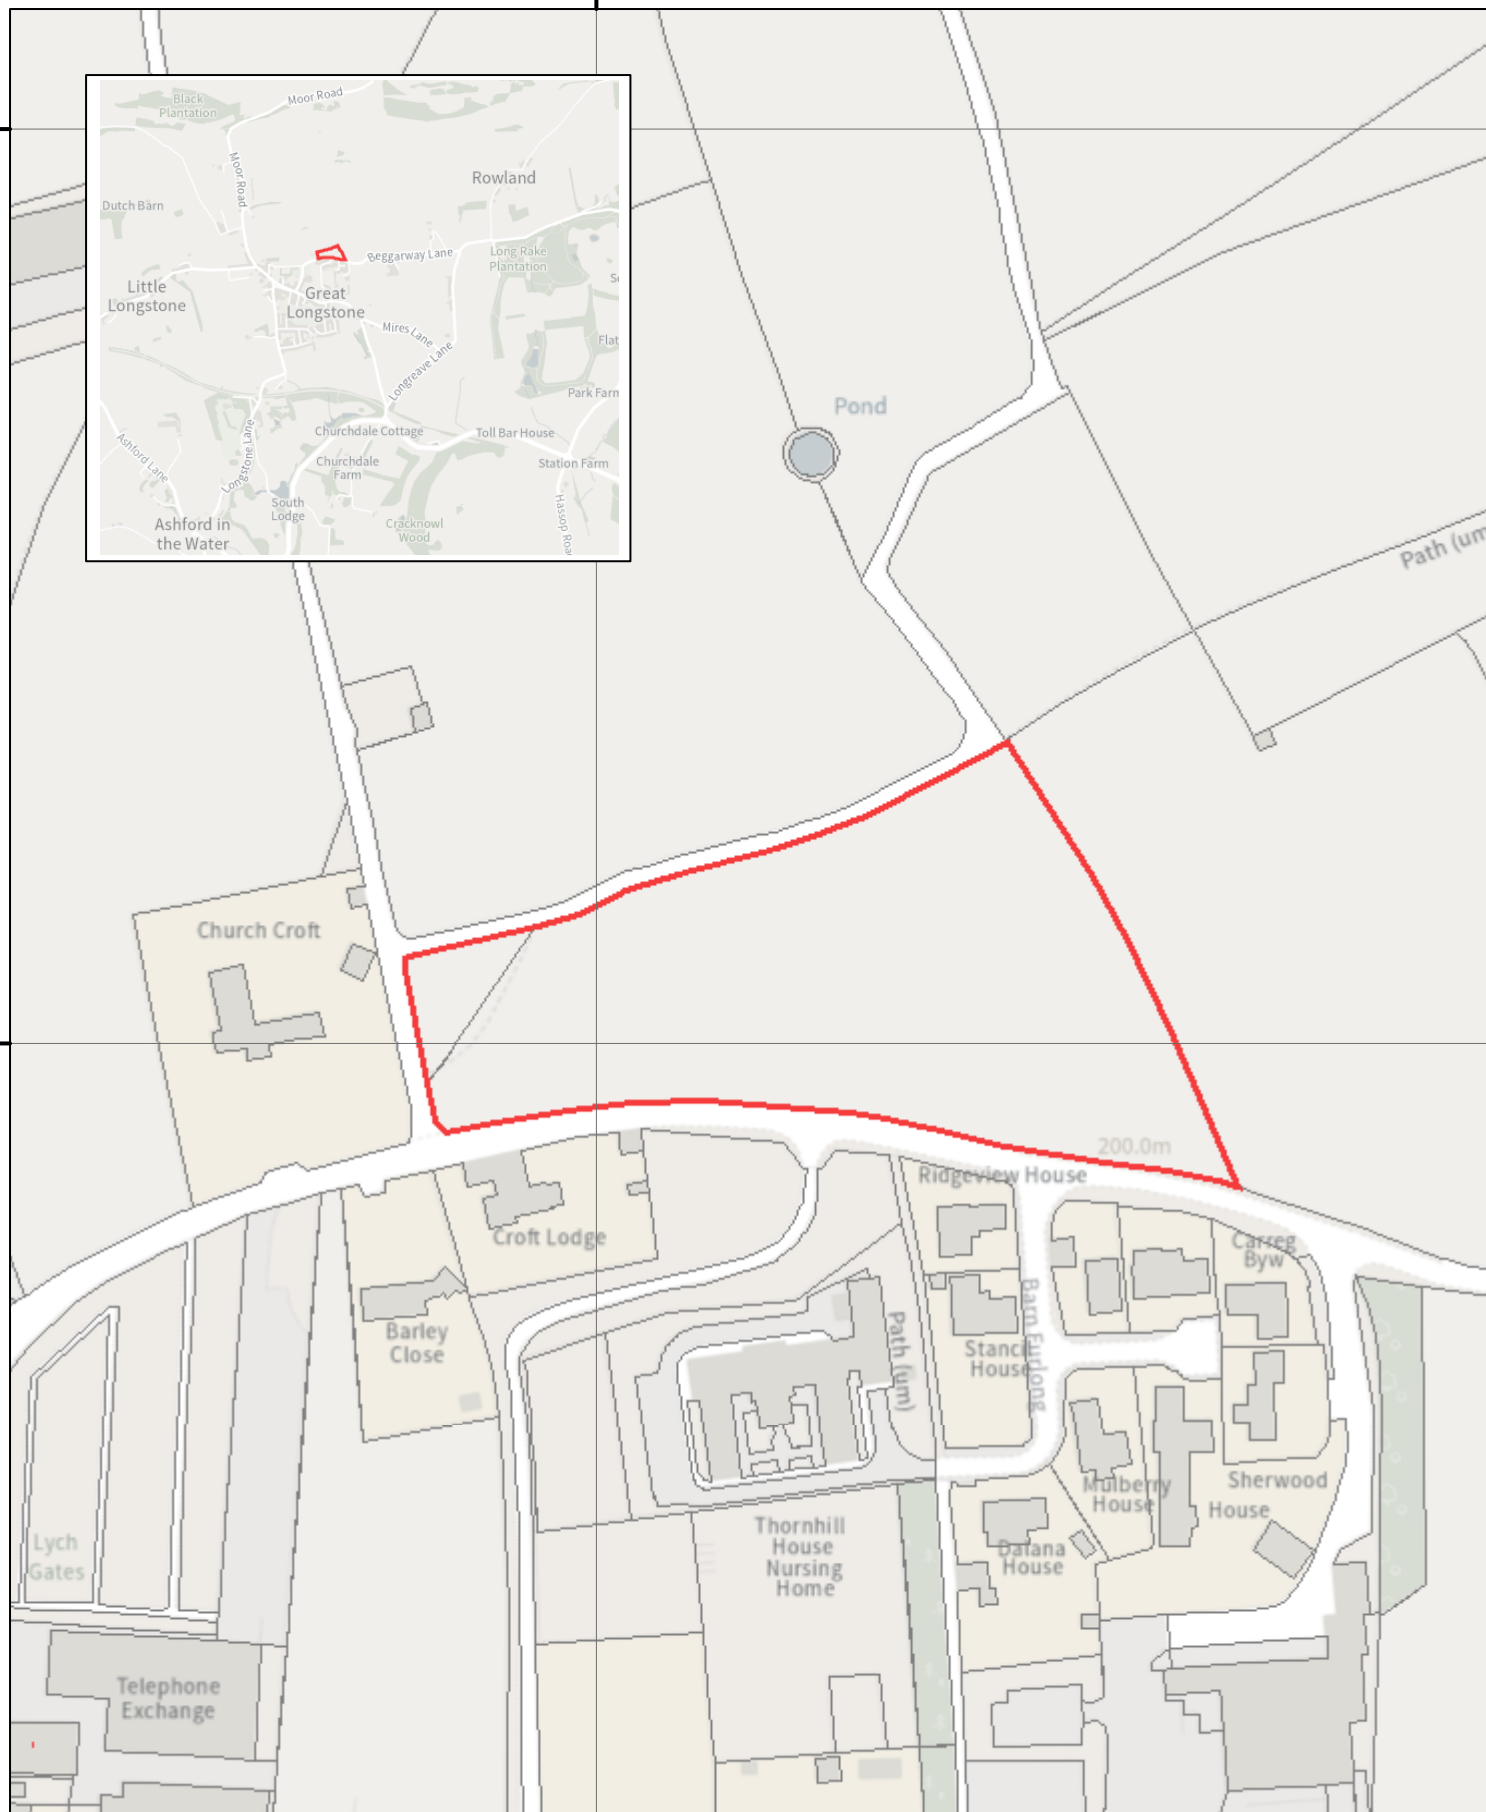 Black
Plantation
Moor Road
Moor Road
Rowland
Dutch Barn
Beggarway Lane
Long Rake
Plantation
Little
Longstone
Great
Longstone
Mires Lane
Flat
Longreave Lane
Park Farm
Churchdale Cottage
Toll Bar House
Ashford Lane
Longstone Lane
Churchdale
Farm
Station Farm
South
Lodge
Hassop Roa
Ashford in
the Water
Cracknowl
Wood
Pond
Path (um
Church Croft
200.0m
Ridgeview House
Croft Lodge
Carreg
Byw
Barn Furlong
Barley
Close
Path (um)
Stancil
House
Mulberry
House
Sherwood
House
Lych
Gates
Thornhill
House
Nursing
Home
Dalana
House
Telephone
Exchange